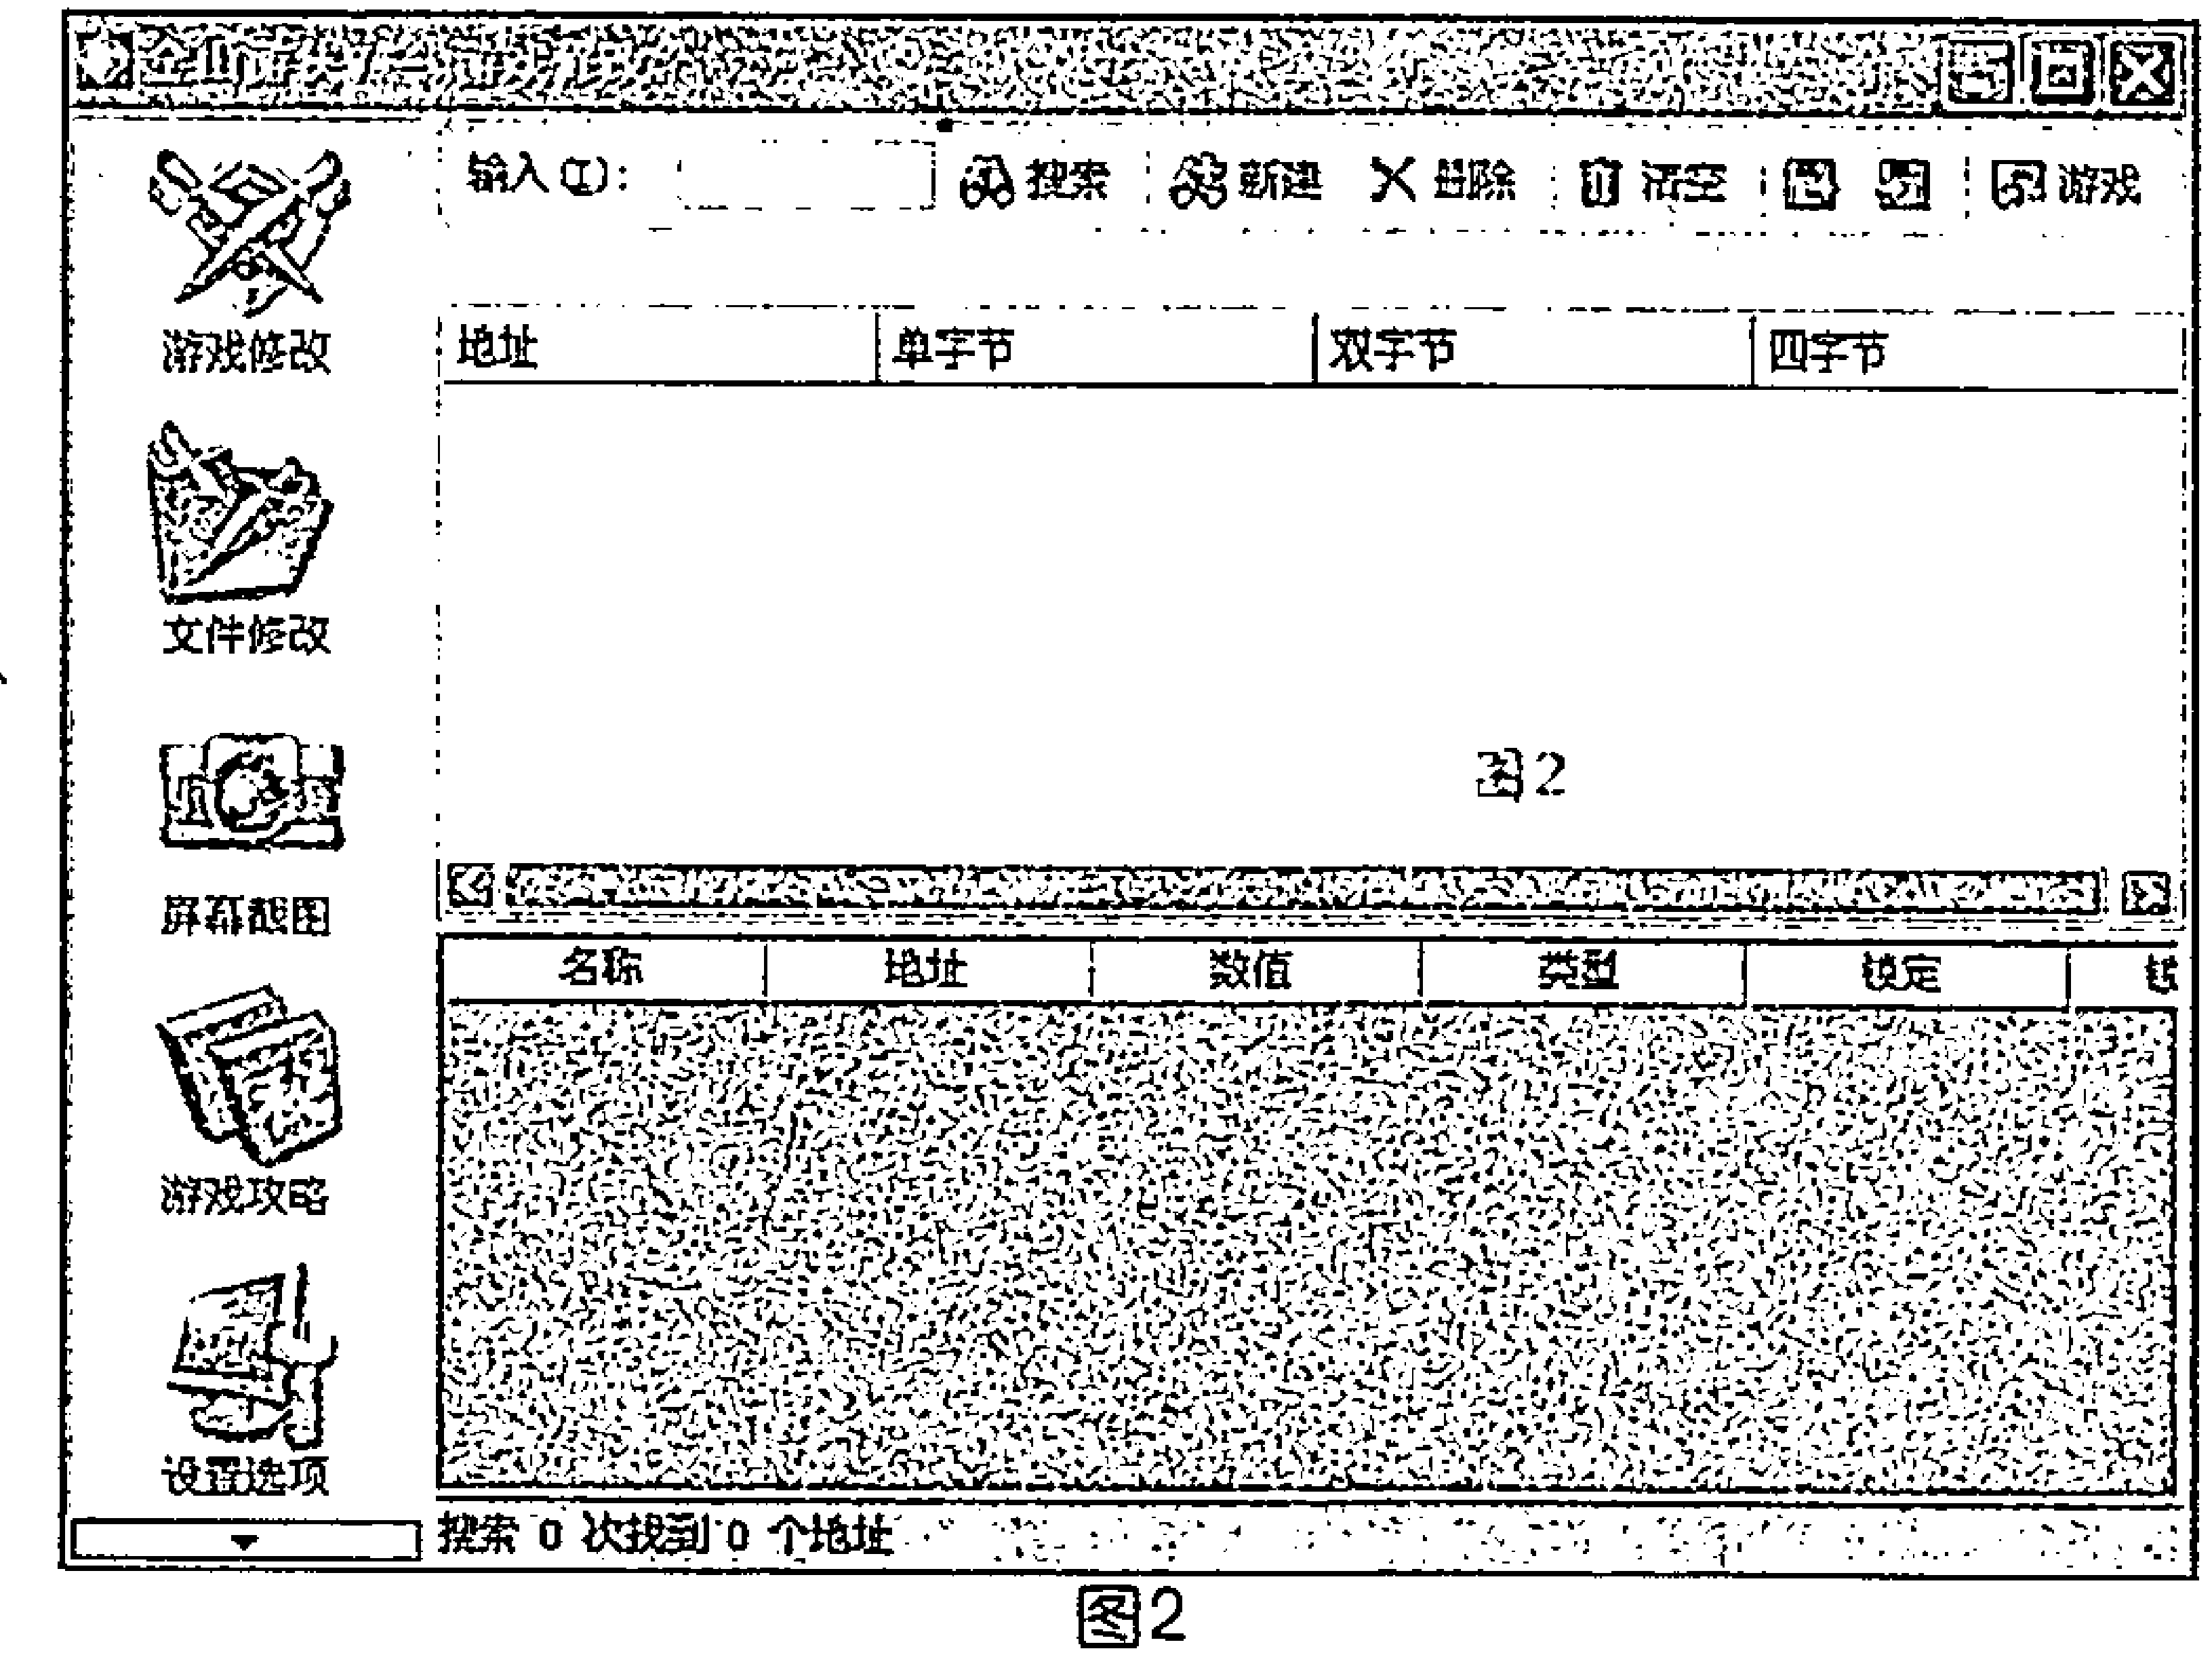 输入(I): 搜索 新建 删除 清空 游戏
地址 单字节 双字节 四字节
游戏修改
文件修改
屏幕截图
游戏攻略
设置选项
图2
名称 地址 数值 类型 锁定
搜索 0 次找到 0 个地址
图2